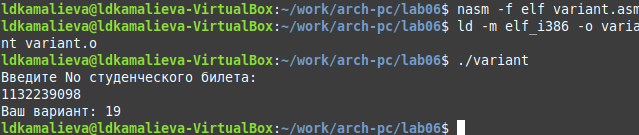 ldkamalieva@ldkamalieva-VirtualBox:~/work/arch-pc/lab06$ nasm -f elf variant.asm
ldkamalieva@ldkamalieva-VirtualBox:~/work/arch-pc/lab06$ ld -m elf_i386 -o varia
nt variant.o
ldkamalieva@ldkamalieva-VirtualBox:~/work/arch-pc/lab06$ ./variant
Введите No студенческого билета:
1132239098
Ваш вариант: 19
ldkamalieva@ldkamalieva-VirtualBox:~/work/arch-pc/lab06$